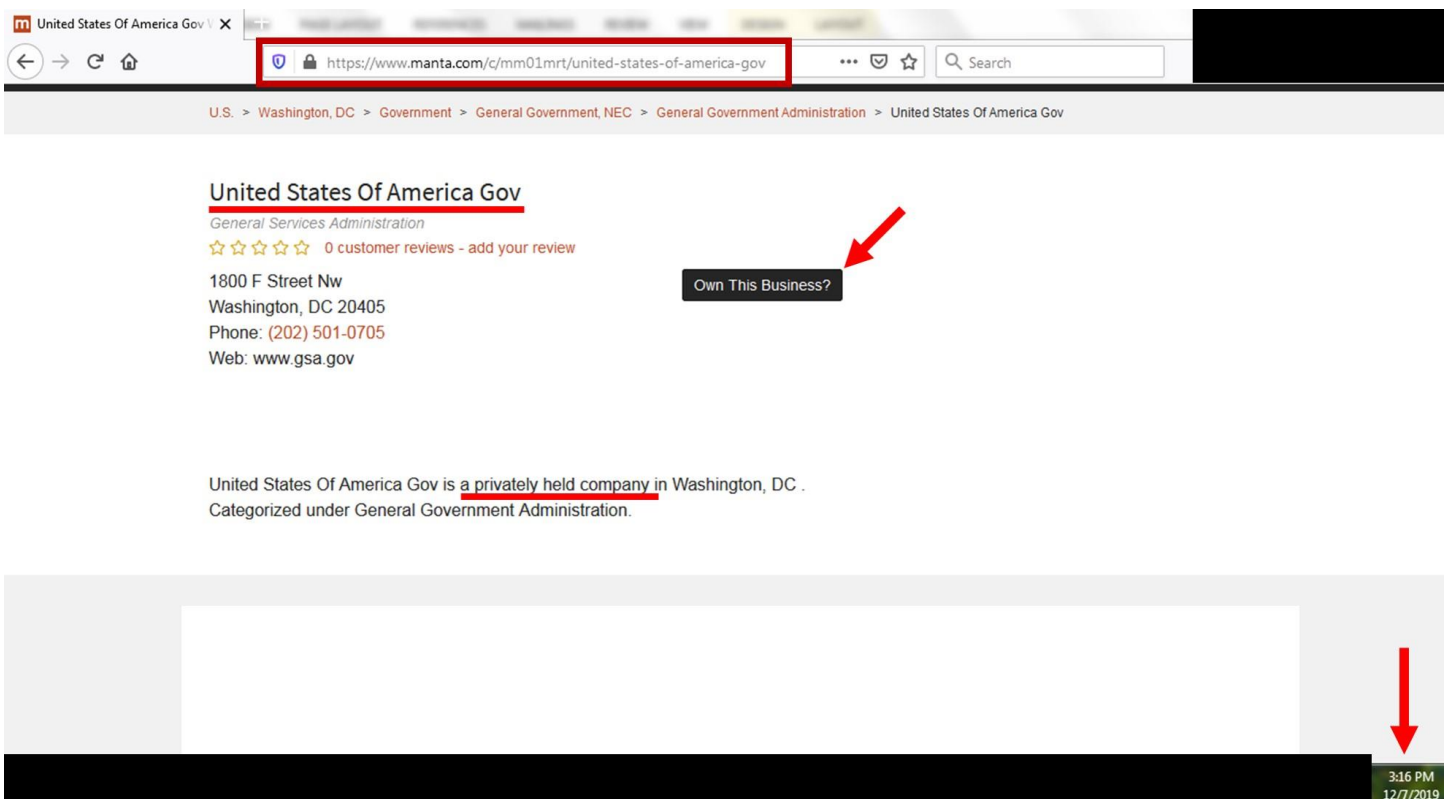 United States Of America Gov
https://www.manta.com/c/mm01mrt/united-states-of-america-gov
Search
U.S. > Washington, DC > Government > General Government, NEC > General Government Administration > United States Of America Gov
United States Of America Gov
General Services Administration
0 customer reviews - add your review
1800 F Street Nw
Own This Business?
Washington, DC 20405
Phone: (202) 501-0705
Web: www.gsa.gov
United States Of America Gov is a privately held company in Washington, DC .
Categorized under General Government Administration.
3:16 PM
12/7/2019